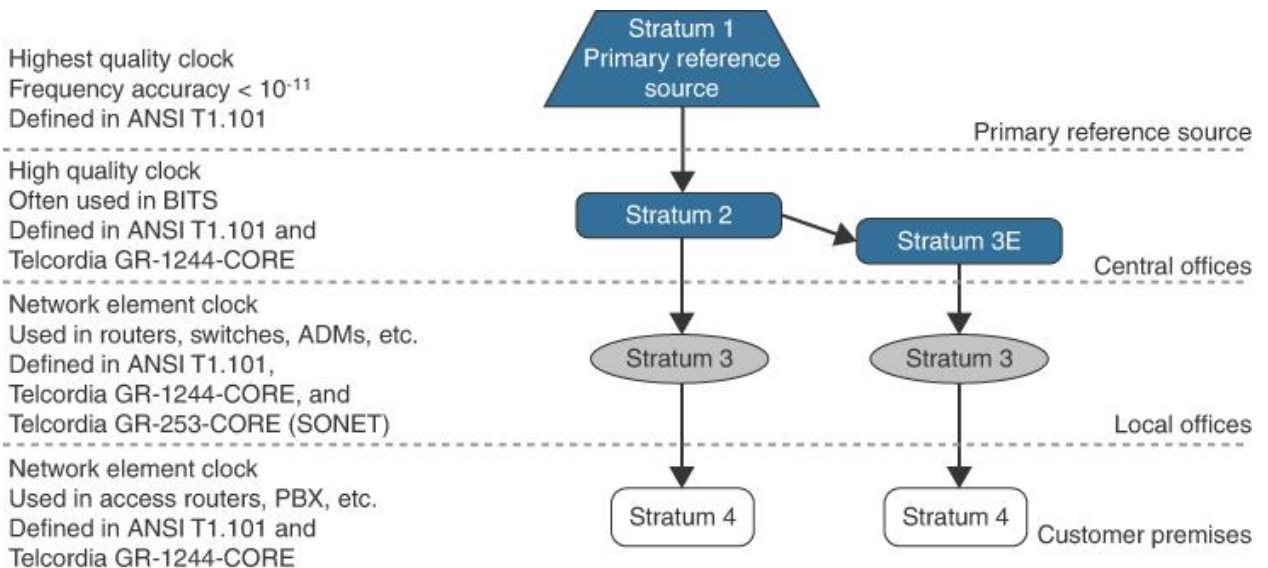 Highest quality clock
Frequency accuracy < 10⁻¹¹
Defined in ANSI T1.101
Stratum 1
Primary reference
source
Primary reference source
High quality clock
Often used in BITS
Defined in ANSI T1.101 and
Telcordia GR-1244-CORE
Stratum 2
Stratum 3E
Central offices
Network element clock
Used in routers, switches, ADMs, etc.
Defined in ANSI T1.101,
Telcordia GR-1244-CORE, and
Telcordia GR-253-CORE (SONET)
Stratum 3
Stratum 3
Local offices
Network element clock
Used in access routers, PBX, etc.
Defined in ANSI T1.101 and
Telcordia GR-1244-CORE
Stratum 4
Stratum 4
Customer premises